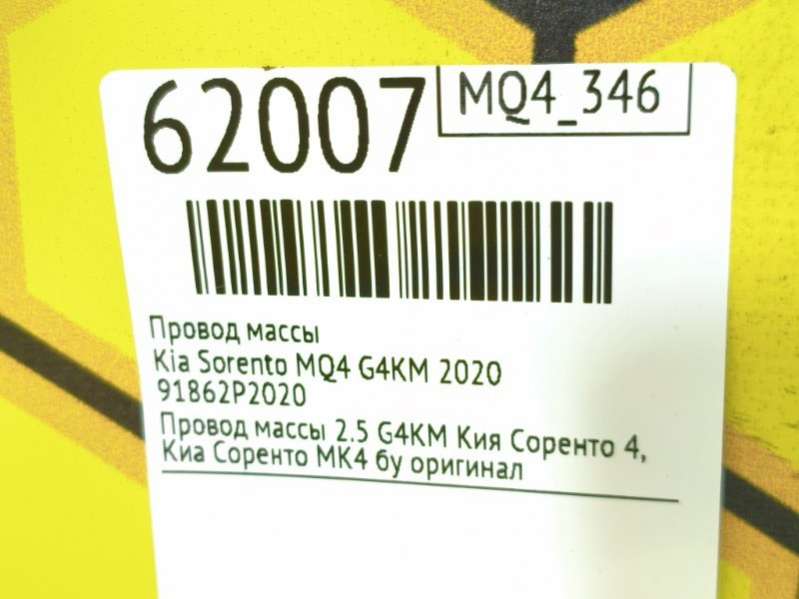 62007
MQ4_346
Провод массы
Kia Sorento MQ4 G4KM 2020
91862P2020
Провод массы 2.5 G4KM Кия Соренто 4,
Киа Соренто МК4 бу оригинал